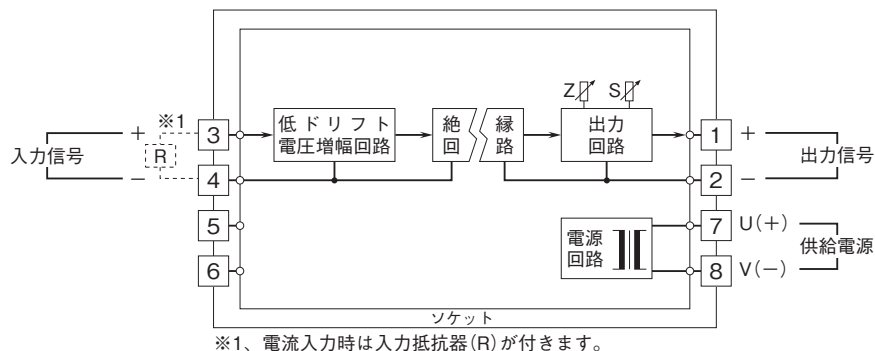 Z S
※1
入力信号
+
−
R
3
4
5
6
低ドリフト
電圧増幅回路
絶縁
回路
出力
回路
電源
回路
1 +
2 −
出力信号
7 U(+)
8 V(−)
供給電源
ソケット
※1、電流入力時は入力抵抗器(R)が付きます。